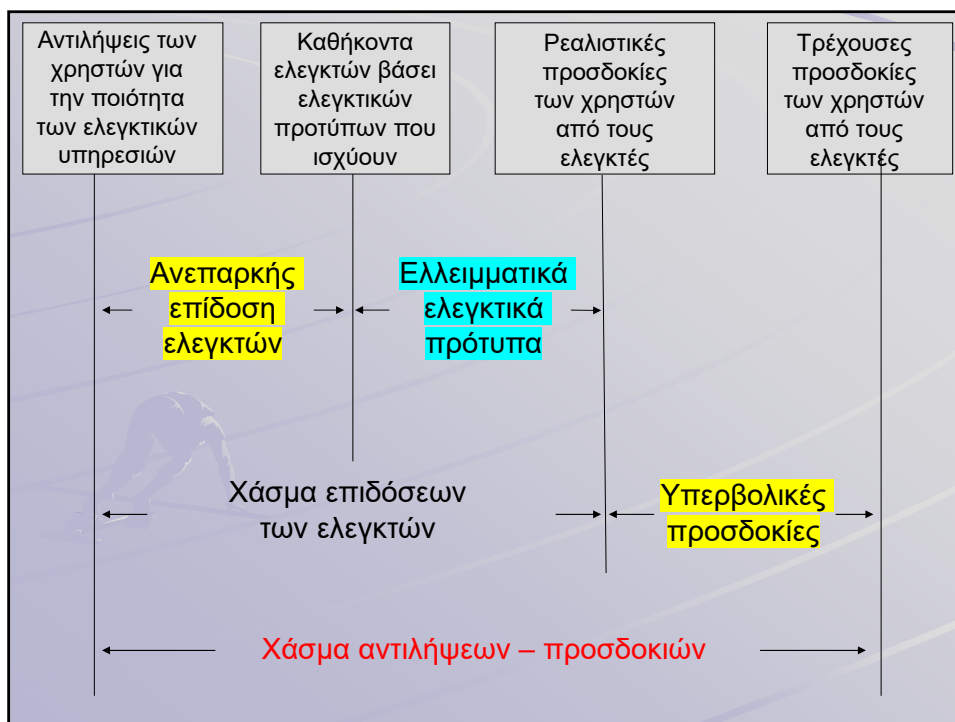 Αντιλήψεις των
χρηστών για
την ποιότητα
των ελεγκτικών
υπηρεσιών
Καθήκοντα
ελεγκτών βάσει
ελεγκτικών
προτύπων που
ισχύουν
Ρεαλιστικές
προσδοκίες
των χρηστών
από τους
ελεγκτές
Τρέχουσες
προσδοκίες
των χρηστών
από τους
ελεγκτές
Ανεπαρκής
επίδοση
ελεγκτών
Ελλειμματικά
ελεγκτικά
πρότυπα
Χάσμα επιδόσεων
των ελεγκτών
Υπερβολικές
προσδοκίες
Χάσμα αντιλήψεων – προσδοκιών